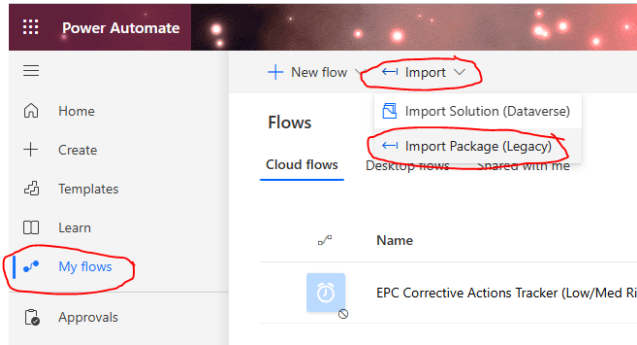 Power Automate
New flow
Import
Home
Import Solution (Dataverse)
Flows
Create
Import Package (Legacy)
Cloud flows
Desktop flows
Shared with me
Templates
Learn
Name
My flows
EPC Corrective Actions Tracker (Low/Med Ri
Approvals